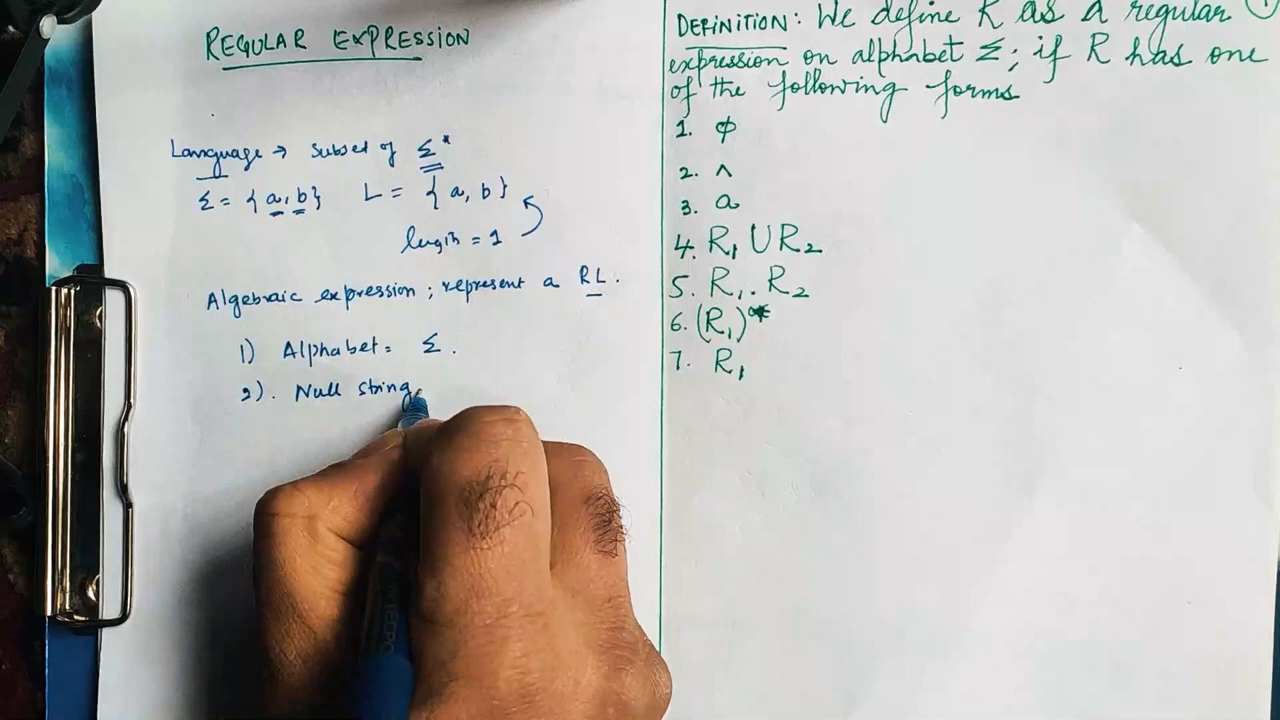 REGULAR EXPRESSION
Language → subset of Σ*
Σ = {a,b} L = {a, b}
length = 1
Algebraic expression; represent a RL.
1) Alphabet = Σ.
2). Null string
DEFINITION: We define R as a regular
expression on alphabet Σ; if R has one
of the following forms
1. ϕ
2. ^
3. a
4. R₁ U R₂
5. R₁. R₂
6. (R₁)*
7. R₁
1